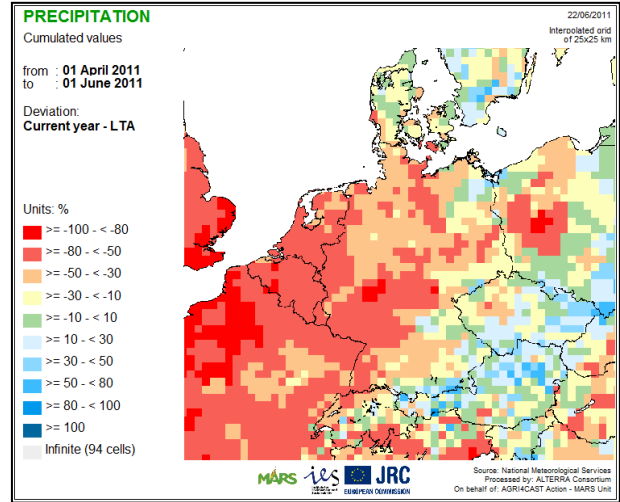 PRECIPITATION
22/06/2011
Cumulated values
Interpolated grid
of 25x25 km
from : 01 April 2011
to : 01 June 2011
Deviation:
Current year - LTA
Units: %
>= -100 - < -80
>= -80 - < -50
>= -50 - < -30
>= -30 - < -10
>= -10 - < 10
>= 10 - < 30
>= 30 - < 50
>= 50 - < 80
>= 80 - < 100
>= 100
Infinite (94 cells)
MARS ies JRC
EUROPEAN COMMISSION
Source: National Meteorological Services
Processed by: ALTERRA Consortium
On behalf of: AGRI4CAST Action - MARS Unit